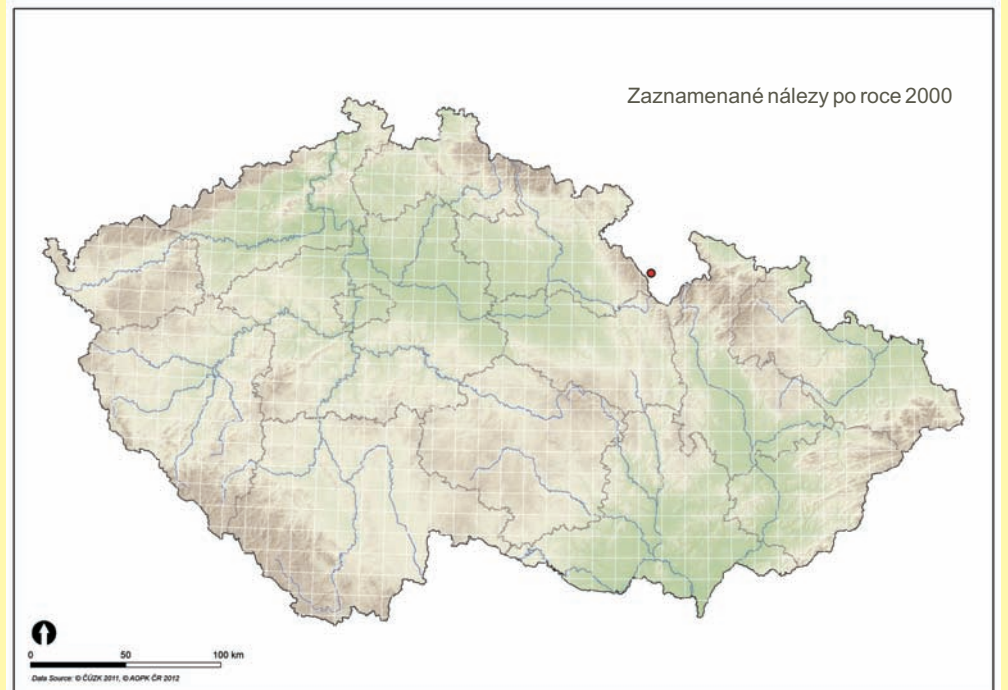 Zaznamenané nálezy po roce 2000
0 50 100 km
Data Source: © ČÚZK 2011, © AOPK ČR 2012